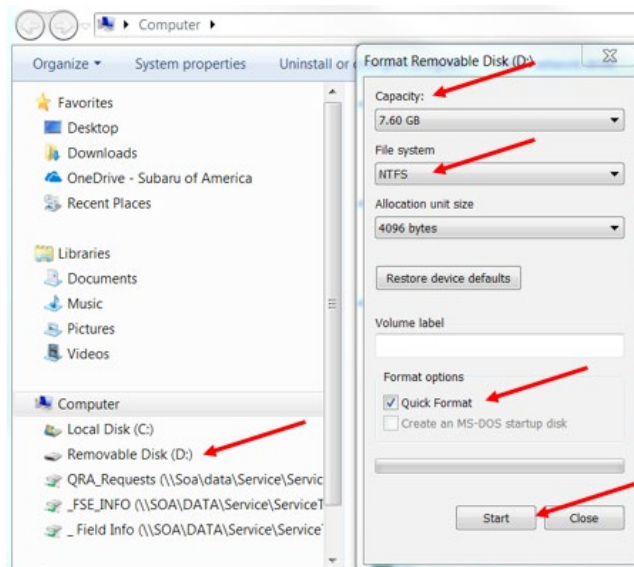 Computer
Organize
System properties
Uninstall or
Format Removable Disk (D:)
Favorites
Desktop
Downloads
OneDrive - Subaru of America
Recent Places
Libraries
Documents
Music
Pictures
Videos
Computer
Local Disk (C:)
Removable Disk (D:)
QRA_Requests (\\Soa\data\Service\Servic
_FSE_INFO (\\SOA\DATA\Service\ServiceT
_ Field Info (\\SOA\DATA\Service\Service
Capacity:
7.60 GB
File system
NTFS
Allocation unit size
4096 bytes
Restore device defaults
Volume label
Format options
Quick Format
Create an MS-DOS startup disk
Start
Close